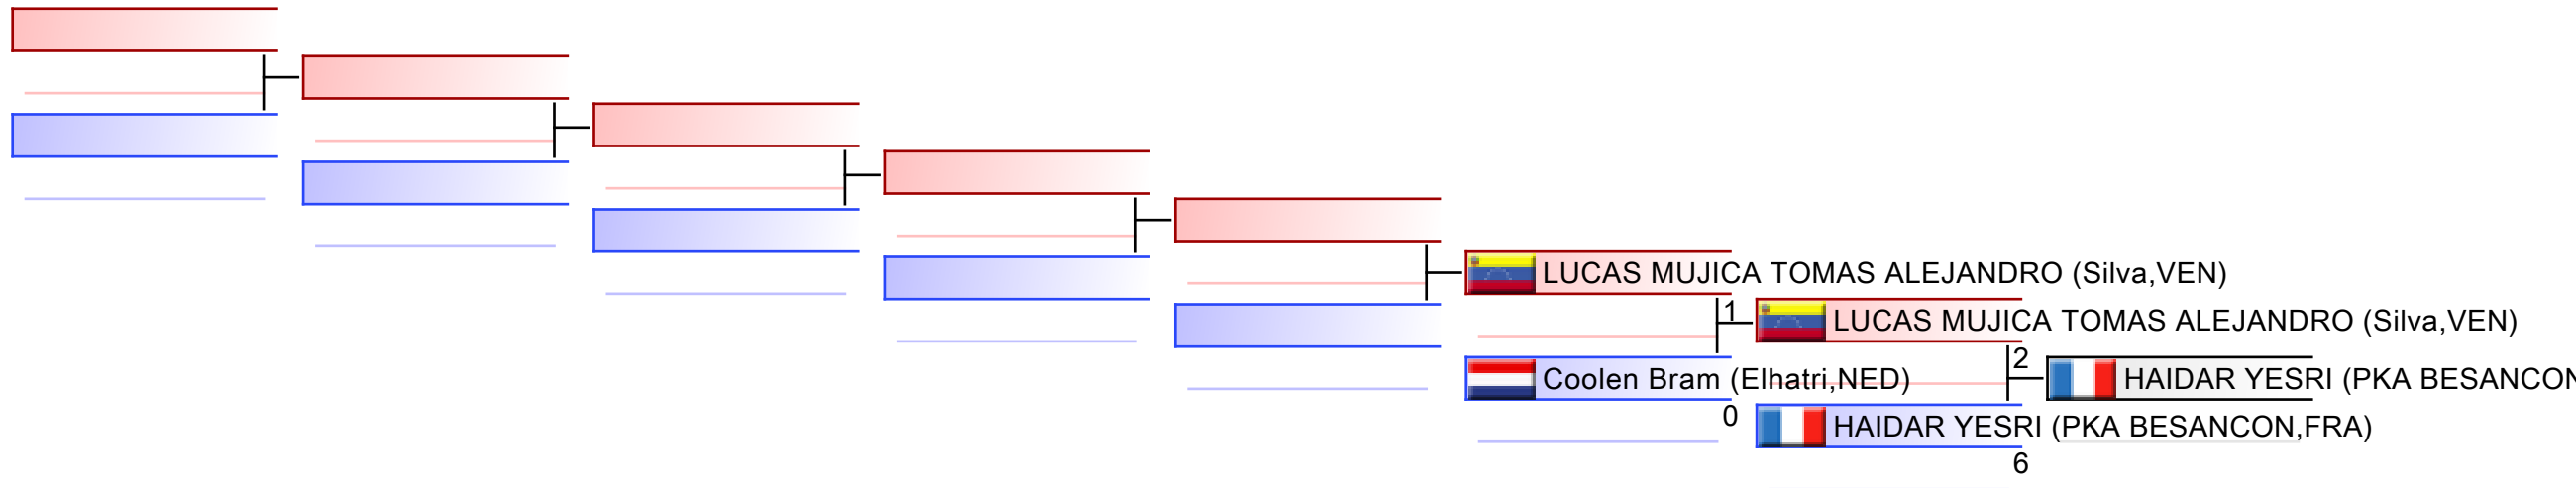 LUCAS MUJICA TOMAS ALEJANDRO (Silva,VEN)
1
LUCAS MUJICA TOMAS ALEJANDRO (Silva,VEN)
Coolen Bram (Elhatri,NED)
0
2
HAIDAR YESRI (PKA BESANCON
HAIDAR YESRI (PKA BESANCON,FRA)
6